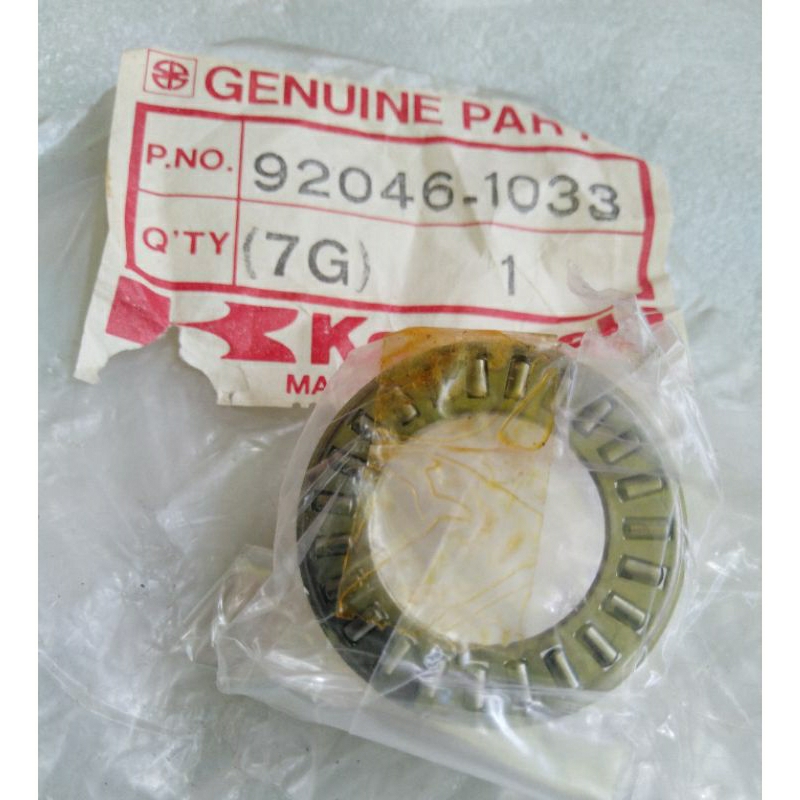 GENUINE PAR
P.NO. 92046-1033
Q'TY (7G) 1
K
MA